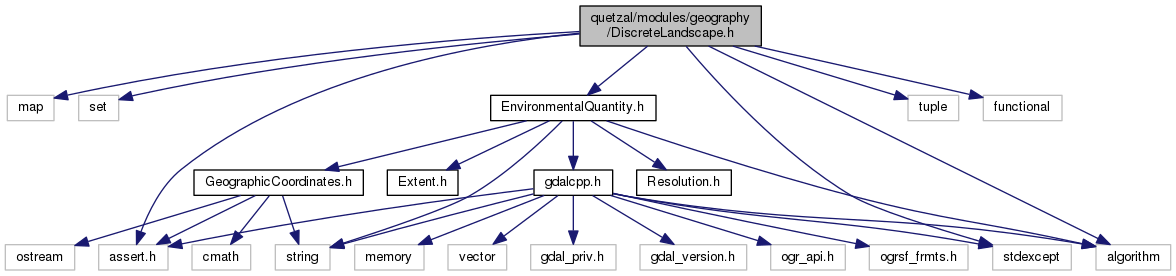 quetzal/modules/geography
/DiscreteLandscape.h
map
set
EnvironmentalQuantity.h
tuple
functional
GeographicCoordinates.h
Extent.h
gdalcpp.h
Resolution.h
ostream
assert.h
cmath
string
memory
vector
gdal_priv.h
gdal_version.h
ogr_api.h
ogrsf_frmts.h
stdexcept
algorithm